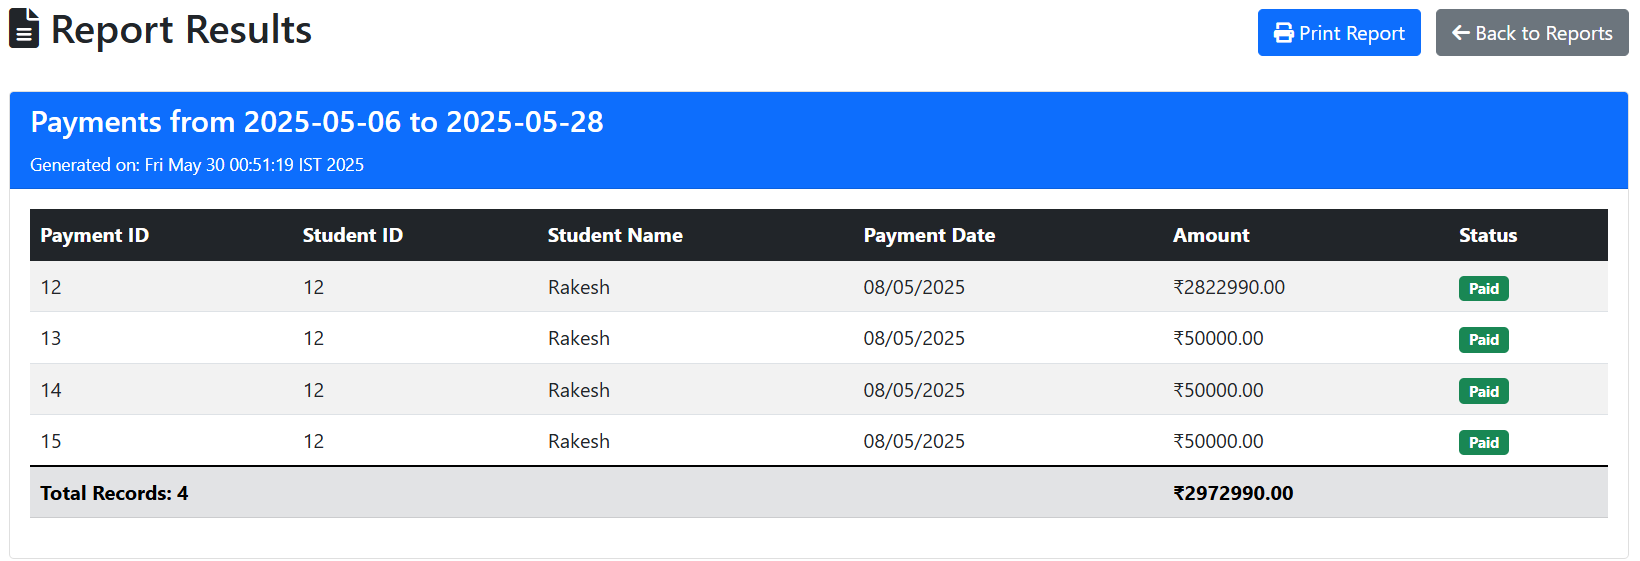 Report Results
Print Report
Back to Reports
Payments from 2025-05-06 to 2025-05-28
Generated on: Fri May 30 00:51:19 IST 2025
Payment ID Student ID Student Name Payment Date Amount Status
12 12 Rakesh 08/05/2025 ₹2822990.00 Paid
13 12 Rakesh 08/05/2025 ₹50000.00 Paid
14 12 Rakesh 08/05/2025 ₹50000.00 Paid
15 12 Rakesh 08/05/2025 ₹50000.00 Paid
Total Records: 4 ₹2972990.00